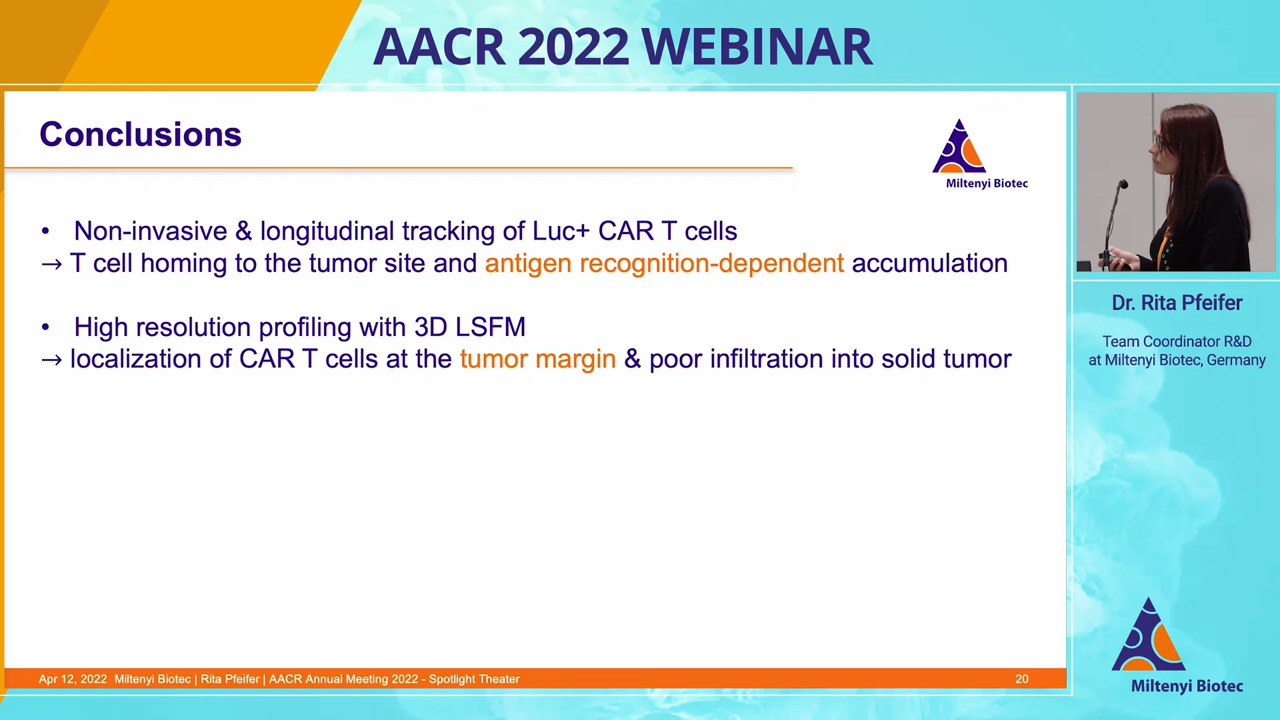 AACR 2022 WEBINAR
Conclusions
Miltenyi Biotec
• Non-invasive & longitudinal tracking of Luc+ CAR T cells
→ T cell homing to the tumor site and antigen recognition-dependent accumulation
• High resolution profiling with 3D LSFM
→ localization of CAR T cells at the tumor margin & poor infiltration into solid tumor
Apr 12, 2022 Miltenyi Biotec | Rita Pfeifer | AACR Annual Meeting 2022 - Spotlight Theater
20
Dr. Rita Pfeifer
Team Coordinator R&D
at Miltenyi Biotec, Germany
Miltenyi Biotec